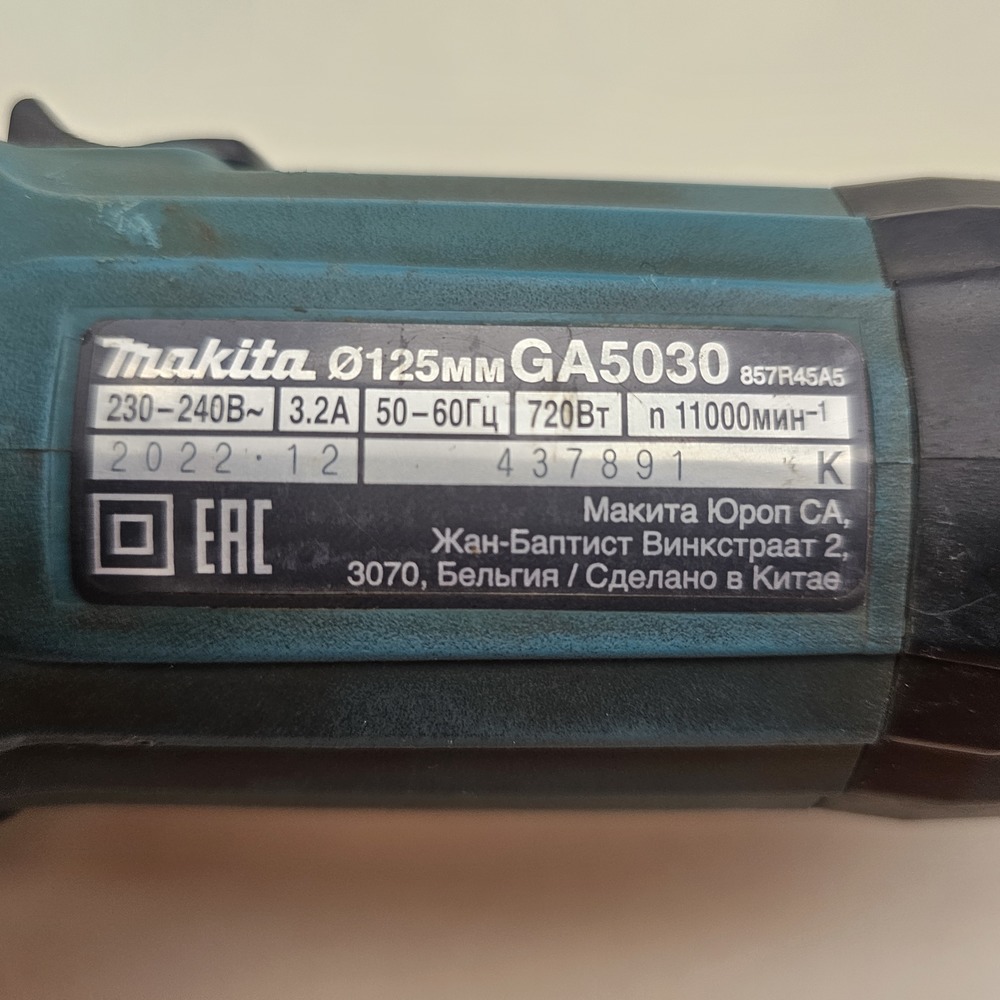 makita Ø125мм GA5030 857R45A5
230-240В~ 3.2А 50-60Гц 720Вт n 11000мин⁻¹
2022·12 437891 K
EAC Макита Юроп СА,
Жан-Баптист Винкстраат 2,
3070, Бельгия / Сделано в Китае